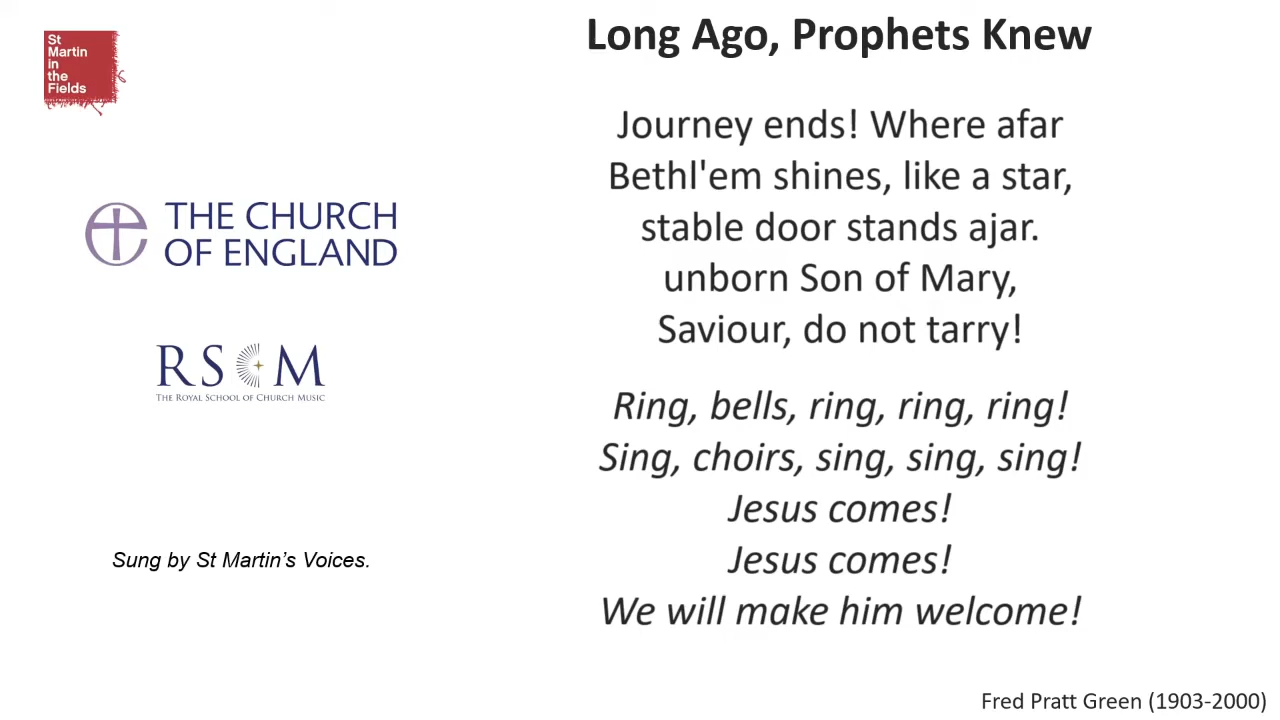 St
Martin
in
the
Fields
THE CHURCH
OF ENGLAND
RSCM
THE ROYAL SCHOOL OF CHURCH MUSIC
Sung by St Martin’s Voices.
Long Ago, Prophets Knew
Journey ends! Where afar
Bethl'em shines, like a star,
stable door stands ajar.
unborn Son of Mary,
Saviour, do not tarry!
Ring, bells, ring, ring, ring!
Sing, choirs, sing, sing, sing!
Jesus comes!
Jesus comes!
We will make him welcome!
Fred Pratt Green (1903-2000)